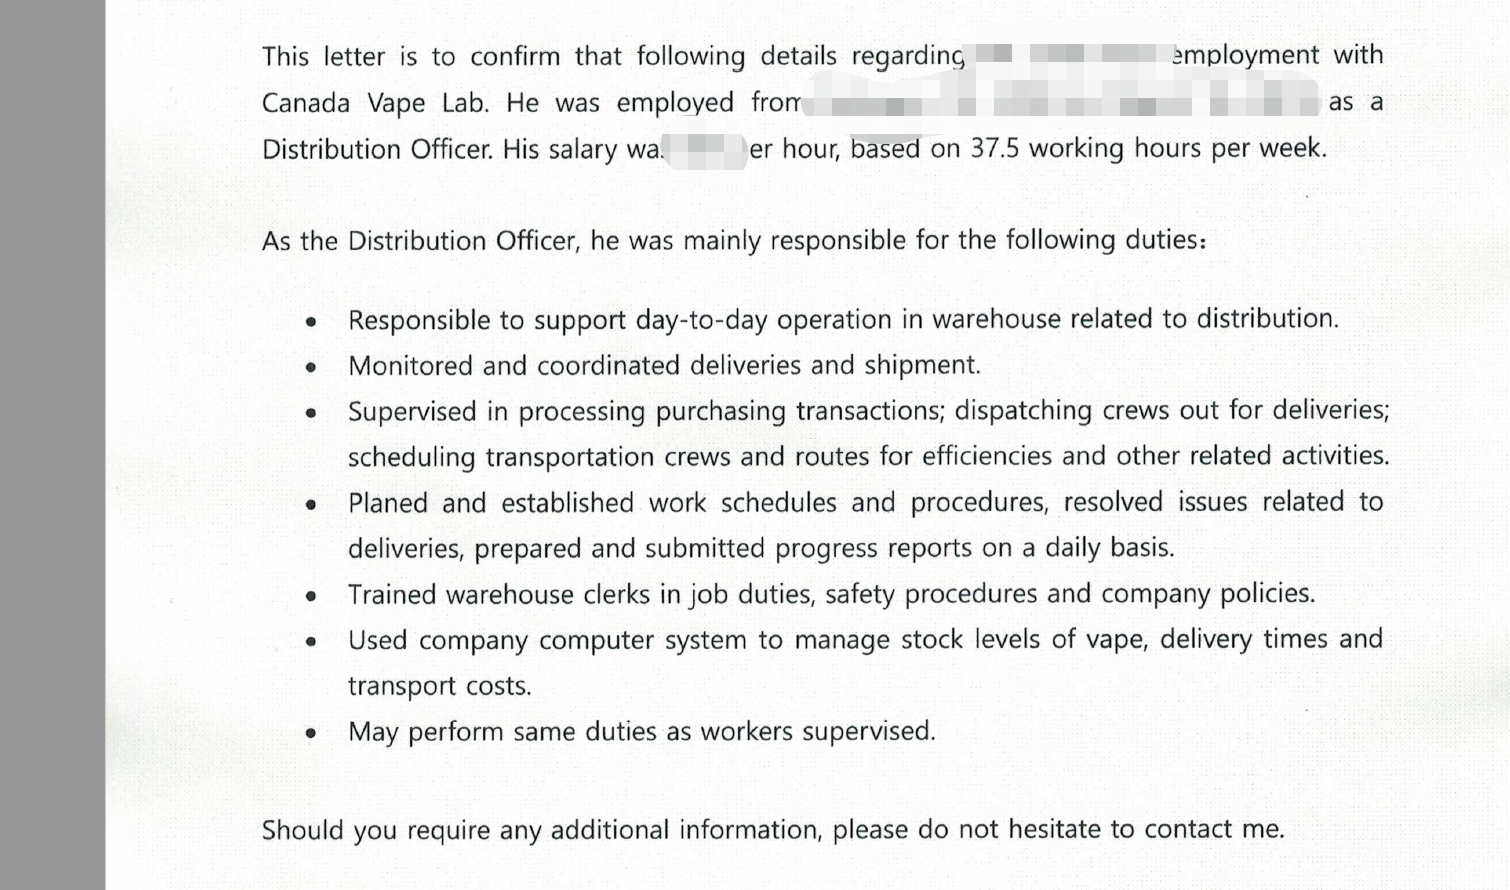 This letter is to confirm that following details regarding employment with
Canada Vape Lab. He was employed from as a
Distribution Officer. His salary hour, based on 37.5 working hours per week.
As the Distribution Officer, he was mainly responsible for the following duties:
• Responsible to support day-to-day operation in warehouse related to distribution.
• Monitored and coordinated deliveries and shipment.
• Supervised in processing purchasing transactions; dispatching crews out for deliveries;
scheduling transportation crews and routes for efficiencies and other related activities.
• Planed and established work schedules and procedures, resolved issues related to
deliveries, prepared and submitted progress reports on a daily basis.
• Trained warehouse clerks in job duties, safety procedures and company policies.
• Used company computer system to manage stock levels of vape, delivery times and
transport costs.
• May perform same duties as workers supervised.
Should you require any additional information, please do not hesitate to contact me.